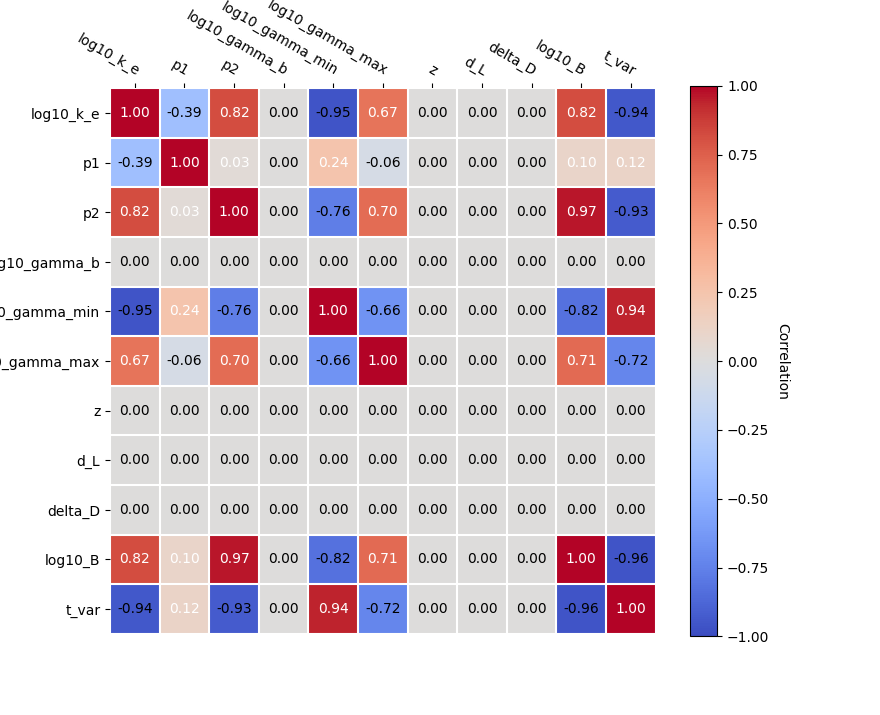 log10_k_e p1 p2 log10_gamma_b log10_gamma_min log10_gamma_max z d_L delta_D log10_B t_var
log10_k_e 1.00 -0.39 0.82 0.00 -0.95 0.67 0.00 0.00 0.00 0.82 -0.94
p1 -0.39 1.00 0.03 0.00 0.24 -0.06 0.00 0.00 0.00 0.10 0.12
p2 0.82 0.03 1.00 0.00 -0.76 0.70 0.00 0.00 0.00 0.97 -0.93
g10_gamma_b 0.00 0.00 0.00 0.00 0.00 0.00 0.00 0.00 0.00 0.00 0.00
0_gamma_min -0.95 0.24 -0.76 0.00 1.00 -0.66 0.00 0.00 0.00 -0.82 0.94
_gamma_max 0.67 -0.06 0.70 0.00 -0.66 1.00 0.00 0.00 0.00 0.71 -0.72
z 0.00 0.00 0.00 0.00 0.00 0.00 0.00 0.00 0.00 0.00 0.00
d_L 0.00 0.00 0.00 0.00 0.00 0.00 0.00 0.00 0.00 0.00 0.00
delta_D 0.00 0.00 0.00 0.00 0.00 0.00 0.00 0.00 0.00 0.00 0.00
log10_B 0.82 0.10 0.97 0.00 -0.82 0.71 0.00 0.00 0.00 1.00 -0.96
t_var -0.94 0.12 -0.93 0.00 0.94 -0.72 0.00 0.00 0.00 -0.96 1.00
1.00
0.75
0.50
0.25
0.00
−0.25
−0.50
−0.75
−1.00
Correlation